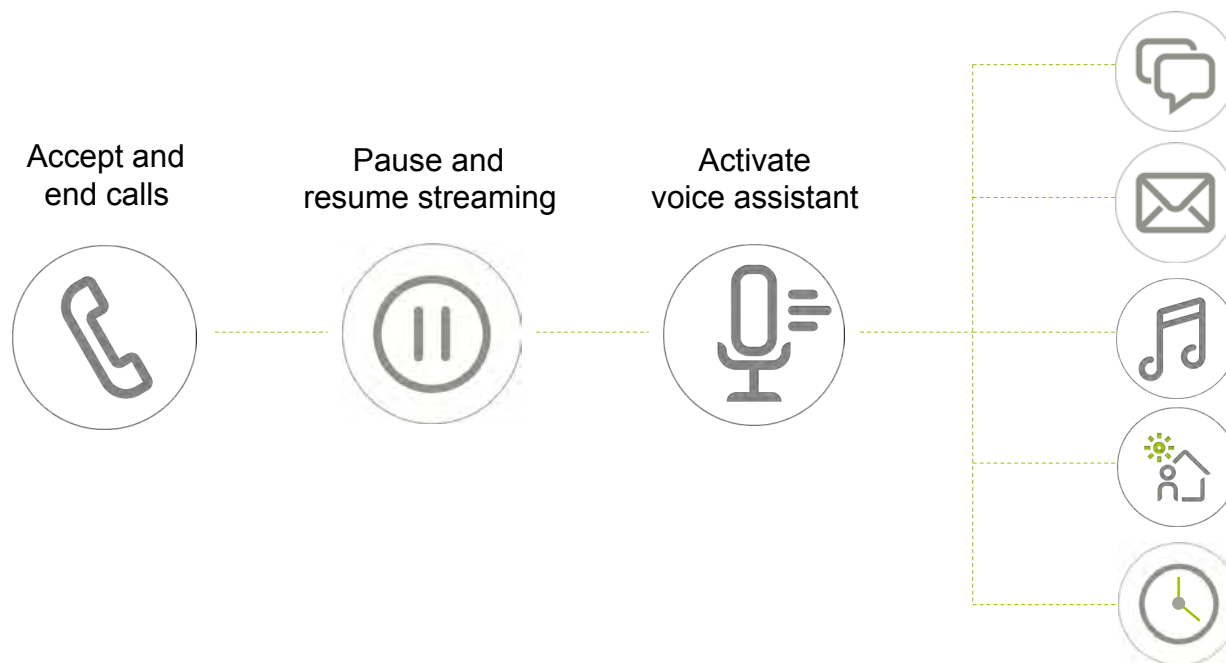 Accept and
end calls
Pause and
resume streaming
Activate
voice assistant